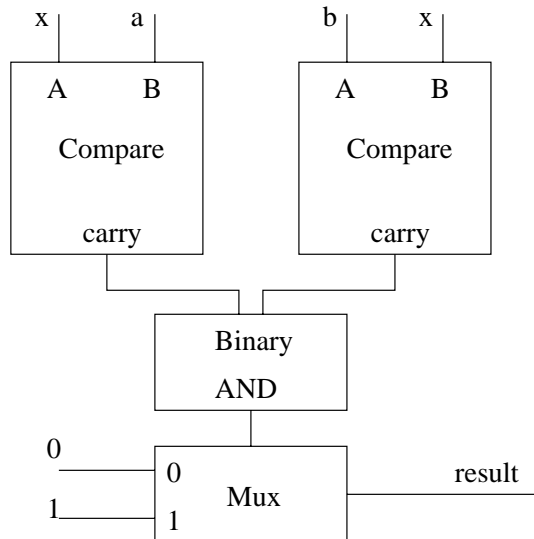 x a b x
A B A B
Compare Compare
carry carry
Binary
AND
0
0
result
Mux
1
1